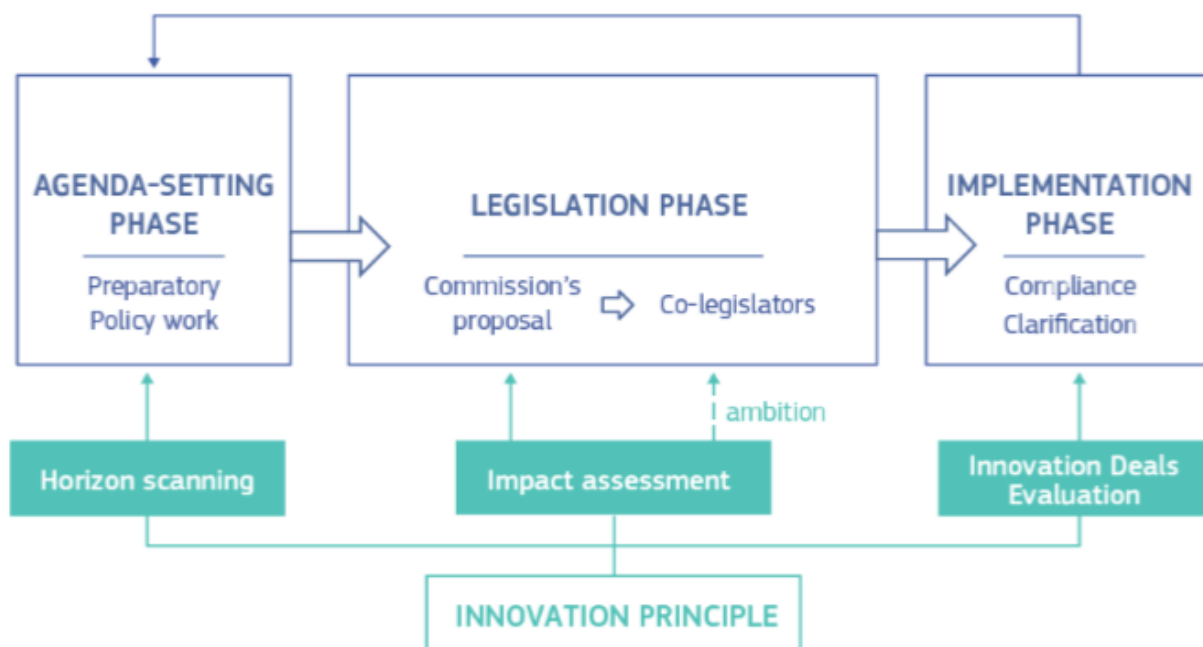 AGENDA-SETTING
PHASE
Preparatory
Policy work
LEGISLATION PHASE
Commission's
proposal
Co-legislators
IMPLEMENTATION
PHASE
Compliance
Clarification
ambition
Horizon scanning
Impact assessment
Innovation Deals
Evaluation
INNOVATION PRINCIPLE